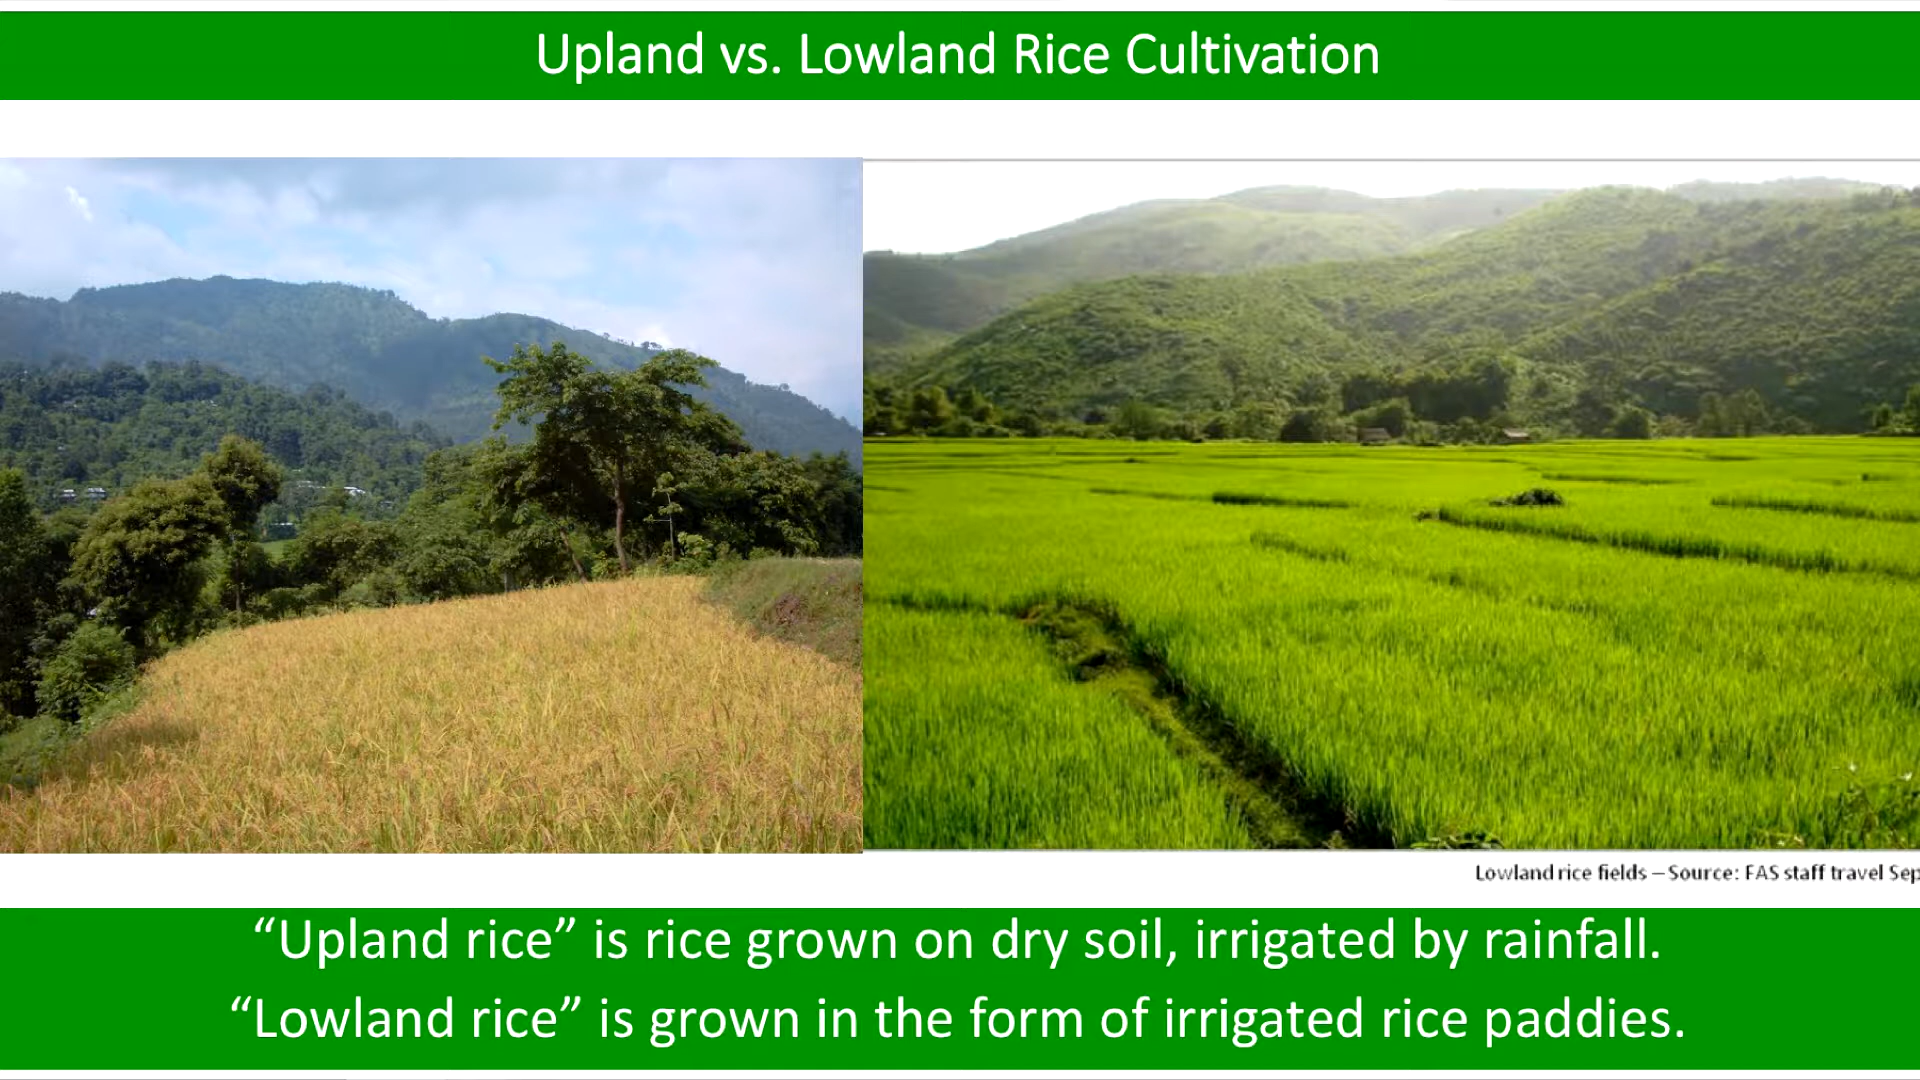 Upland vs. Lowland Rice Cultivation
Lowland rice fields – Source: FAS staff travel Sep
“Upland rice” is rice grown on dry soil, irrigated by rainfall.
“Lowland rice” is grown in the form of irrigated rice paddies.